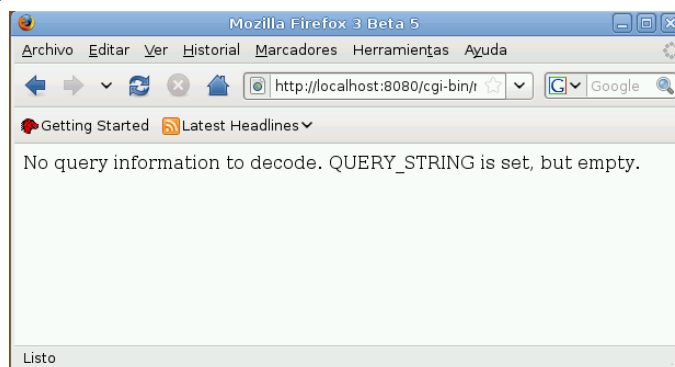 Mozilla Firefox 3 Beta 5
Archivo Editar Ver Historial Marcadores Herramientas Ayuda
http://localhost:8080/cgi-bin/r G Google
Getting Started Latest Headlines
No query information to decode. QUERY_STRING is set, but empty.
Listo